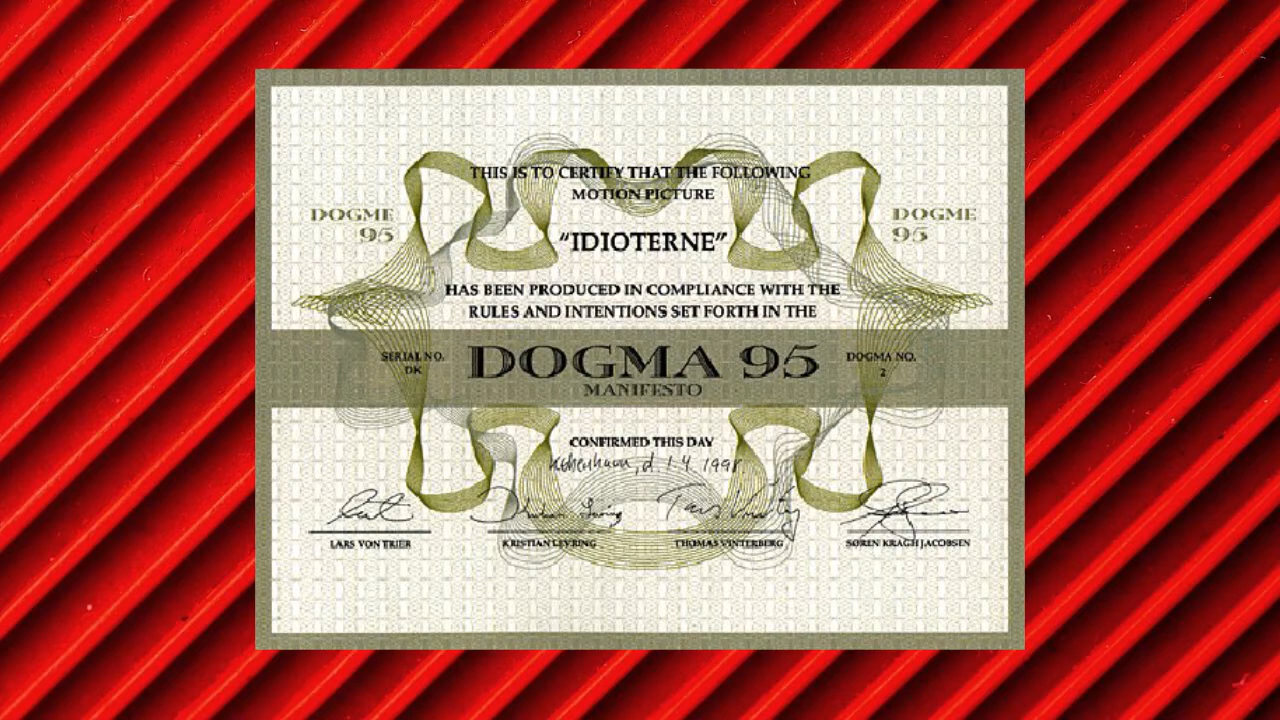 THIS IS TO CERTIFY THAT THE FOLLOWING
MOTION PICTURE
DOGME
95
DOGME
95
“IDIOTERNE”
HAS BEEN PRODUCED IN COMPLIANCE WITH THE
RULES AND INTENTIONS SET FORTH IN THE
SERIAL NO.
DK
DOGMA 95
MANIFESTO
DOGMA NO.
2
CONFIRMED THIS DAY
København, d. 1.4 1998
LARS VON TRIER
KRISTIAN LEVRING
THOMAS VINTERBERG
SØREN KRAGH JACOBSEN